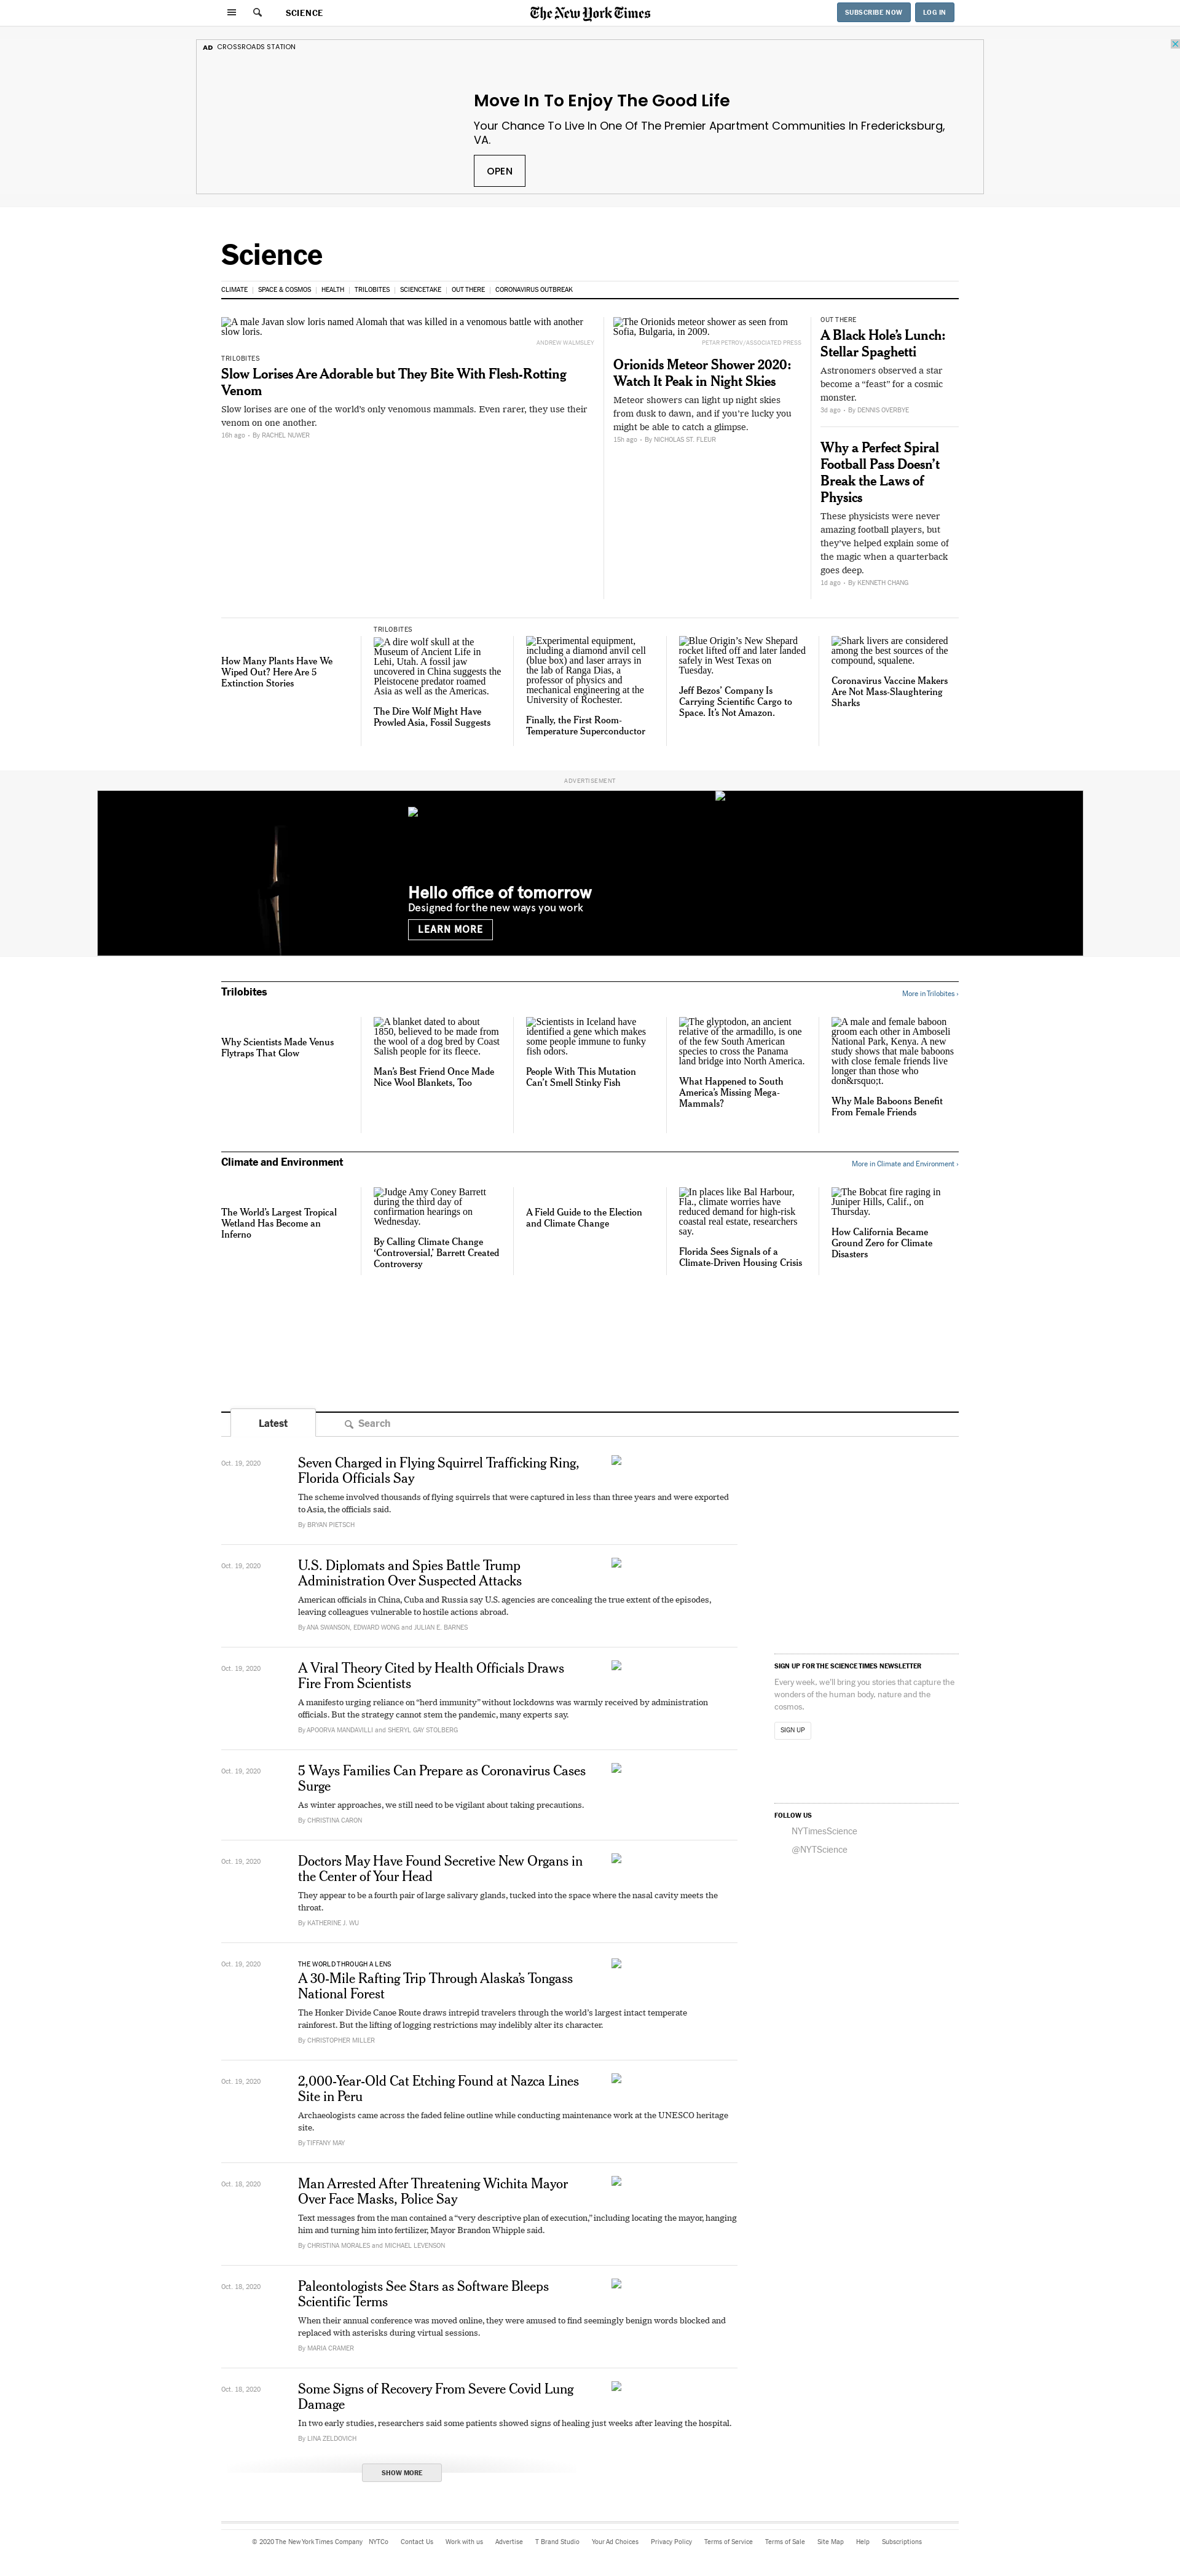 SCIENCE
The New York Times
SUBSCRIBE NOW
LOG IN
AD CROSSROADS STATION
Move In To Enjoy The Good Life
Your Chance To Live In One Of The Premier Apartment Communities In Fredericksburg,
VA.
OPEN
Science
CLIMATE
SPACE & COSMOS
HEALTH
TRILOBITES
SCIENCETAKE
OUT THERE
CORONAVIRUS OUTBREAK
A male Javan slow loris named Alomah that was killed in a venomous battle with another
slow loris.
ANDREW WALMSLEY
TRILOBITES
Slow Lorises Are Adorable but They Bite With Flesh-Rotting
Venom
Slow lorises are one of the world's only venomous mammals. Even rarer, they use their
venom on one another.
16h ago · By RACHEL NUWER
The Orionids meteor shower as seen from
Sofia, Bulgaria, in 2009.
PETAR PETROV/ASSOCIATED PRESS
Orionids Meteor Shower 2020:
Watch It Peak in Night Skies
Meteor showers can light up night skies
from dusk to dawn, and if you're lucky you
might be able to catch a glimpse.
15h ago · By NICHOLAS ST. FLEUR
OUT THERE
A Black Hole's Lunch:
Stellar Spaghetti
Astronomers observed a star
become a “feast” for a cosmic
monster.
3d ago · By DENNIS OVERBYE
Why a Perfect Spiral
Football Pass Doesn't
Break the Laws of
Physics
These physicists were never
amazing football players, but
they've helped explain some of
the magic when a quarterback
goes deep.
1d ago · By KENNETH CHANG
How Many Plants Have We
Wiped Out? Here Are 5
Extinction Stories
TRILOBITES
A dire wolf skull at the
Museum of Ancient Life in
Lehi, Utah. A fossil jaw
uncovered in China suggests the
Pleistocene predator roamed
Asia as well as the Americas.
The Dire Wolf Might Have
Prowled Asia, Fossil Suggests
Experimental equipment,
including a diamond anvil cell
(blue box) and laser arrays in
the lab of Ranga Dias, a
professor of physics and
mechanical engineering at the
University of Rochester.
Finally, the First Room-
Temperature Superconductor
Blue Origin's New Shepard
rocket lifted off and later landed
safely in West Texas on
Tuesday.
Jeff Bezos' Company Is
Carrying Scientific Cargo to
Space. It's Not Amazon.
Shark livers are considered
among the best sources of the
compound, squalene.
Coronavirus Vaccine Makers
Are Not Mass-Slaughtering
Sharks
ADVERTISEMENT
Hello office of tomorrow
Designed for the new ways you work
LEARN MORE
Trilobites
More in Trilobites ›
Why Scientists Made Venus
Flytraps That Glow
A blanket dated to about
1850, believed to be made from
the wool of a dog bred by Coast
Salish people for its fleece.
Man's Best Friend Once Made
Nice Wool Blankets, Too
Scientists in Iceland have
identified a gene which makes
some people immune to funky
fish odors.
People With This Mutation
Can't Smell Stinky Fish
The glyptodon, an ancient
relative of the armadillo, is one
of the few South American
species to cross the Panama
land bridge into North America.
What Happened to South
America's Missing Mega-
Mammals?
A male and female baboon
groom each other in Amboseli
National Park, Kenya. A new
study shows that male baboons
with close female friends live
longer than those who
don&rsquo;t.
Why Male Baboons Benefit
From Female Friends
Climate and Environment
More in Climate and Environment ›
The World's Largest Tropical
Wetland Has Become an
Inferno
Judge Amy Coney Barrett
during the third day of
confirmation hearings on
Wednesday.
By Calling Climate Change
‘Controversial,’ Barrett Created
Controversy
A Field Guide to the Election
and Climate Change
In places like Bal Harbour,
Fla., climate worries have
reduced demand for high-risk
coastal real estate, researchers
say.
Florida Sees Signals of a
Climate-Driven Housing Crisis
The Bobcat fire raging in
Juniper Hills, Calif., on
Thursday.
How California Became
Ground Zero for Climate
Disasters
Latest
Search
Oct. 19, 2020
Seven Charged in Flying Squirrel Trafficking Ring,
Florida Officials Say
The scheme involved thousands of flying squirrels that were captured in less than three years and were exported
to Asia, the officials said.
By BRYAN PIETSCH
Oct. 19, 2020
U.S. Diplomats and Spies Battle Trump
Administration Over Suspected Attacks
American officials in China, Cuba and Russia say U.S. agencies are concealing the true extent of the episodes,
leaving colleagues vulnerable to hostile actions abroad.
By ANA SWANSON, EDWARD WONG and JULIAN E. BARNES
Oct. 19, 2020
A Viral Theory Cited by Health Officials Draws
Fire From Scientists
A manifesto urging reliance on “herd immunity” without lockdowns was warmly received by administration
officials. But the strategy cannot stem the pandemic, many experts say.
By APOORVA MANDAVILLI and SHERYL GAY STOLBERG
Oct. 19, 2020
5 Ways Families Can Prepare as Coronavirus Cases
Surge
As winter approaches, we still need to be vigilant about taking precautions.
By CHRISTINA CARON
Oct. 19, 2020
Doctors May Have Found Secretive New Organs in
the Center of Your Head
They appear to be a fourth pair of large salivary glands, tucked into the space where the nasal cavity meets the
throat.
By KATHERINE J. WU
Oct. 19, 2020
THE WORLD THROUGH A LENS
A 30-Mile Rafting Trip Through Alaska's Tongass
National Forest
The Honker Divide Canoe Route draws intrepid travelers through the world's largest intact temperate
rainforest. But the lifting of logging restrictions may indelibly alter its character.
By CHRISTOPHER MILLER
Oct. 19, 2020
2,000-Year-Old Cat Etching Found at Nazca Lines
Site in Peru
Archaeologists came across the faded feline outline while conducting maintenance work at the UNESCO heritage
site.
By TIFFANY MAY
Oct. 18, 2020
Man Arrested After Threatening Wichita Mayor
Over Face Masks, Police Say
Text messages from the man contained a “very descriptive plan of execution,” including locating the mayor, hanging
him and turning him into fertilizer, Mayor Brandon Whipple said.
By CHRISTINA MORALES and MICHAEL LEVENSON
Oct. 18, 2020
Paleontologists See Stars as Software Bleeps
Scientific Terms
When their annual conference was moved online, they were amused to find seemingly benign words blocked and
replaced with asterisks during virtual sessions.
By MARIA CRAMER
Oct. 18, 2020
Some Signs of Recovery From Severe Covid Lung
Damage
In two early studies, researchers said some patients showed signs of healing just weeks after leaving the hospital.
By LINA ZELDOVICH
SHOW MORE
SIGN UP FOR THE SCIENCE TIMES NEWSLETTER
Every week, we'll bring you stories that capture the
wonders of the human body, nature and the
cosmos.
SIGN UP
FOLLOW US
NYTimesScience
@NYTScience
© 2020 The New York Times Company
NYTCo
Contact Us
Work with us
Advertise
T Brand Studio
Your Ad Choices
Privacy Policy
Terms of Service
Terms of Sale
Site Map
Help
Subscriptions